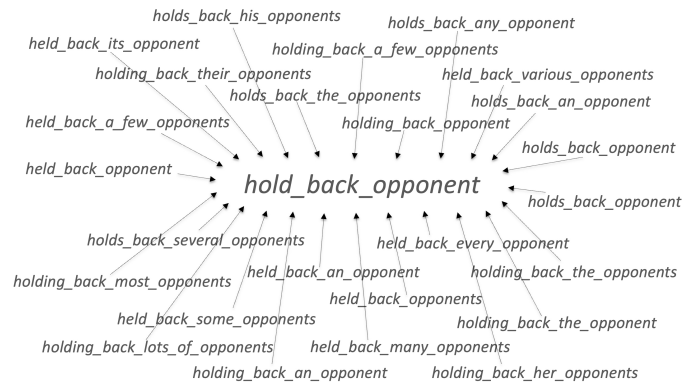 holds_back_his_opponents
holds_back_any_opponent
held_back_its_opponent
holding_back_a_few_opponents
holding_back_their_opponents
held_back_various_opponents
holds_back_the_opponents
holds_back_an_opponent
held_back_a_few_opponents
holding_back_opponent
holds_back_opponent
held_back_opponent
hold_back_opponent
holds_back_opponent
holds_back_several_opponents
held_back_every_opponent
held_back_an_opponent
holding_back_the_opponents
holding_back_most_opponents
held_back_opponents
held_back_some_opponents
holding_back_the_opponent
holding_back_lots_of_opponents
held_back_many_opponents
holding_back_an_opponent
holding_back_her_opponents